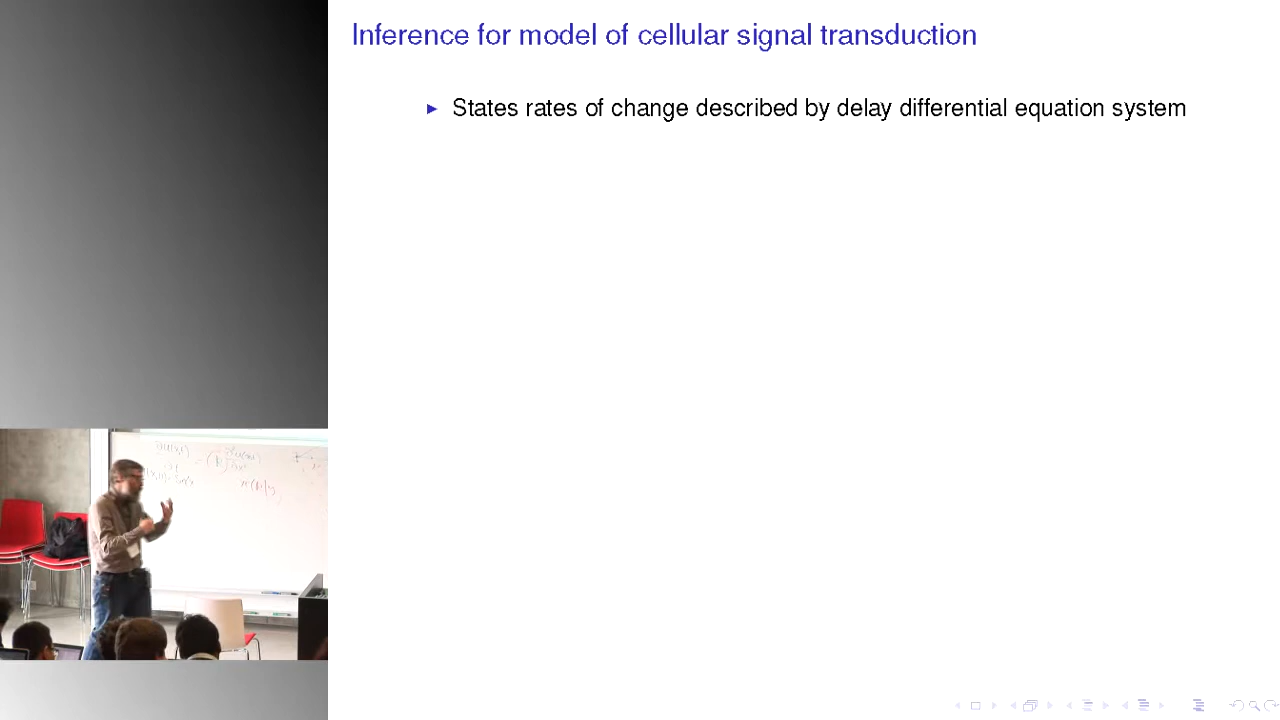 Inference for model of cellular signal transduction
States rates of change described by delay differential equation system